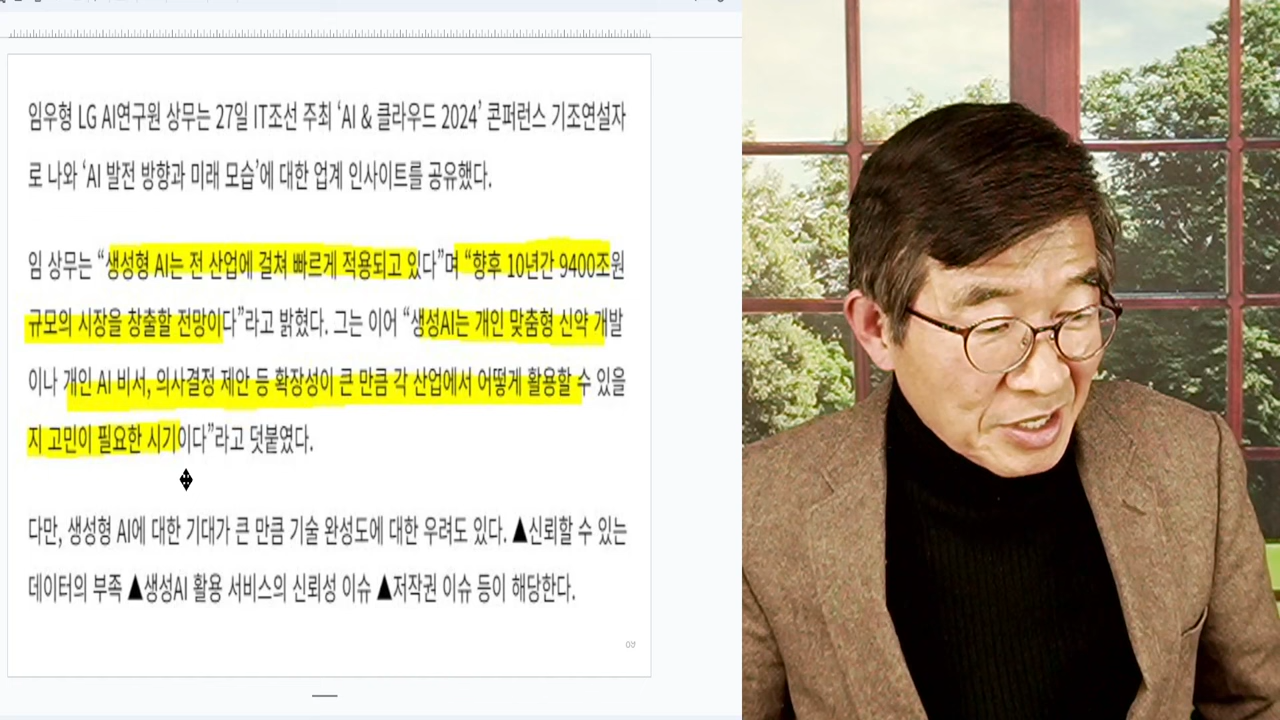 임우형 LG AI연구원 상무는 27일 IT조선 주최 ‘AI & 클라우드 2024’ 콘퍼런스 기조연설자
로 나와 ‘AI 발전 방향과 미래 모습’에 대한 업계 인사이트를 공유했다.
임 상무는 “생성형 AI는 전 산업에 걸쳐 빠르게 적용되고 있다”며 “향후 10년간 9400조원
규모의 시장을 창출할 전망이다”라고 밝혔다. 그는 이어 “생성AI는 개인 맞춤형 신약 개발
이나 개인 AI 비서, 의사결정 제안 등 확장성이 큰 만큼 각 산업에서 어떻게 활용할 수 있을
지 고민이 필요한 시기이다”라고 덧붙였다.
다만, 생성형 AI에 대한 기대가 큰 만큼 기술 완성도에 대한 우려도 있다. ▲신뢰할 수 있는
데이터의 부족 ▲생성AI 활용 서비스의 신뢰성 이슈 ▲저작권 이슈 등이 해당한다.